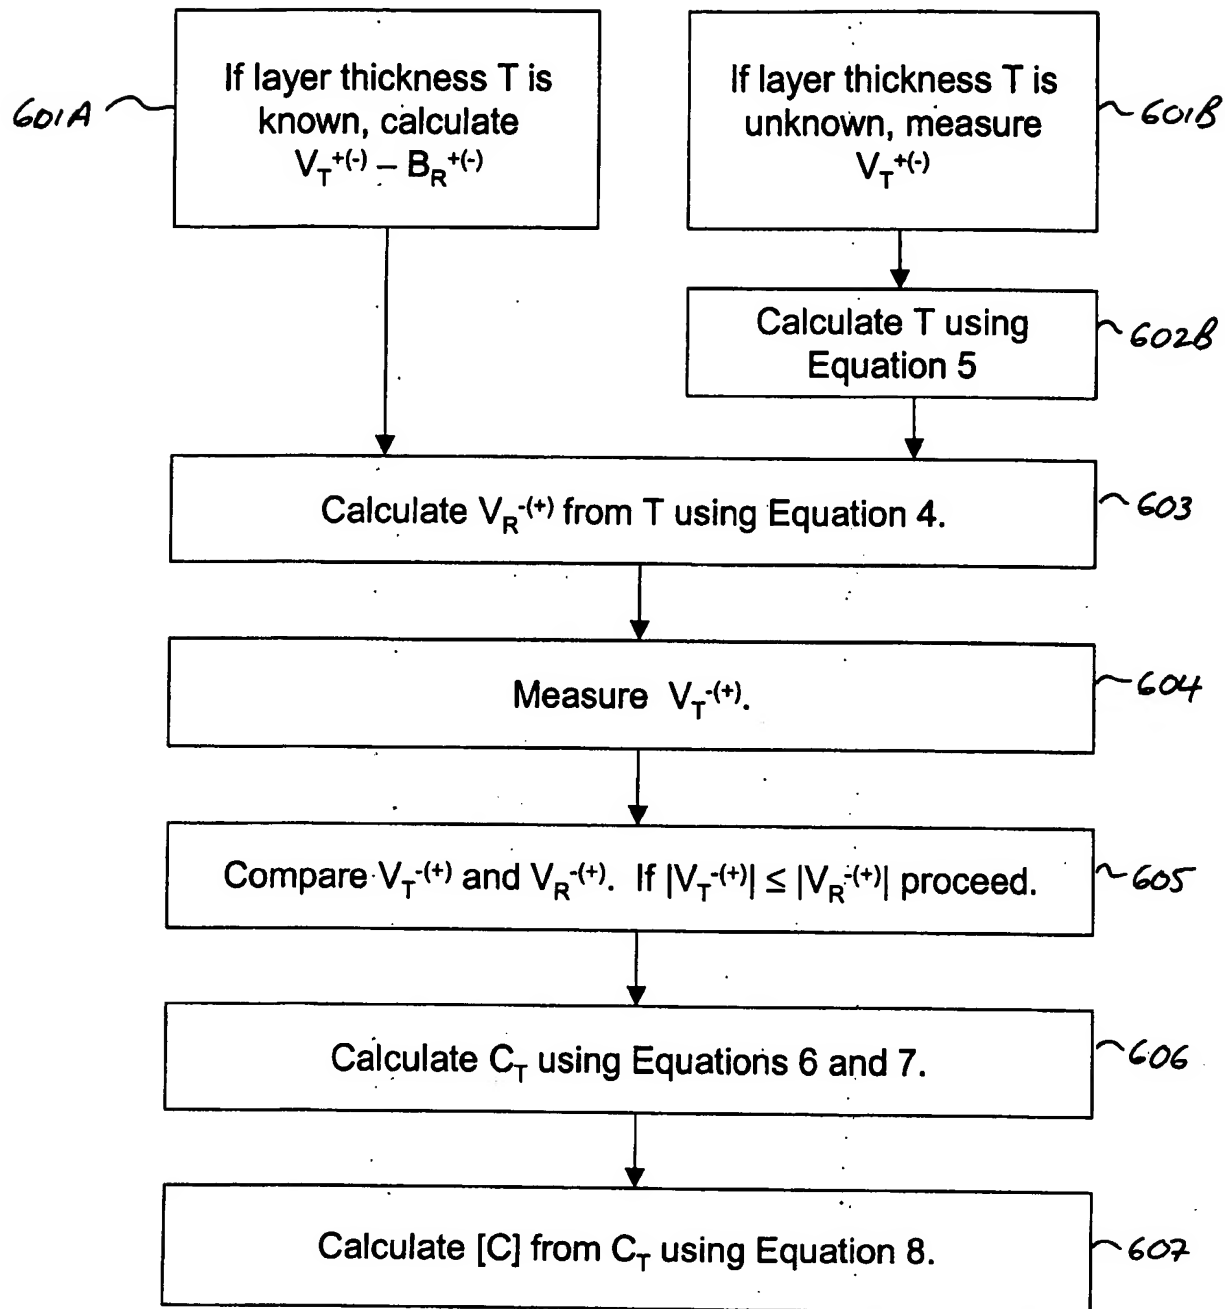 601A
If layer thickness T is
known, calculate
V_T^{+(-)} – B_R^{+(-)}
If layer thickness T is
unknown, measure
V_T^{+(-)}
601B
Calculate T using
Equation 5
602B
Calculate V_R^{-(+)} from T using Equation 4.
603
Measure V_T^{-(+)}.
604
Compare V_T^{-(+)} and V_R^{-(+)}. If |V_T^{-(+)}| ≤ |V_R^{-(+)}| proceed.
605
Calculate C_T using Equations 6 and 7.
606
Calculate [C] from C_T using Equation 8.
607